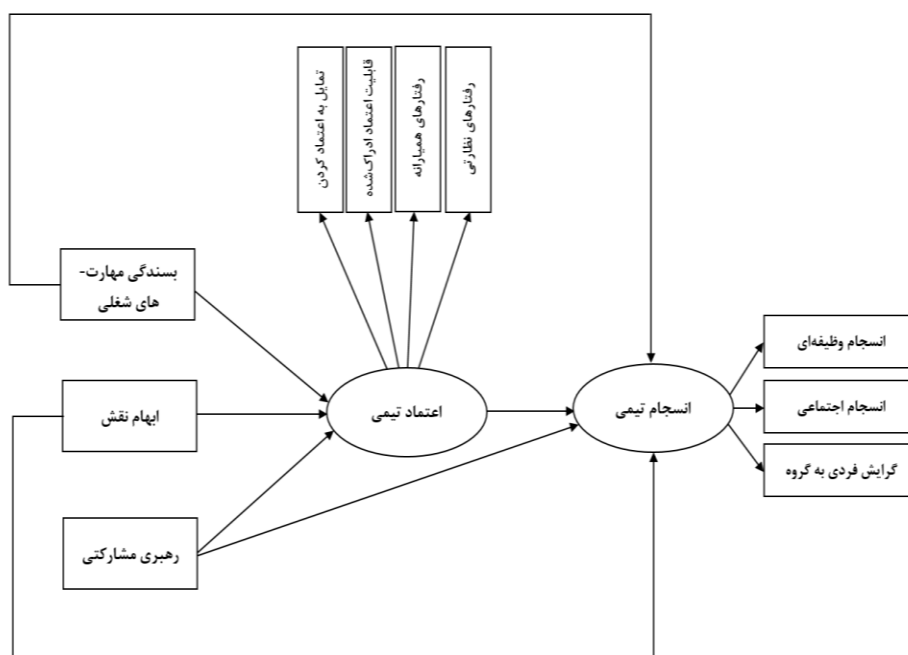 تمایل به اعتماد کردن
قابلیت اعتماد ادراک‌شده
رفتارهای همیارانه
رفتارهای نظارتی
بسندگی مهارت-
های شغلی
ابهام نقش
رهبری مشارکتی
اعتماد تیمی
انسجام تیمی
انسجام وظیفه‌ای
انسجام اجتماعی
گرایش فردی به گروه